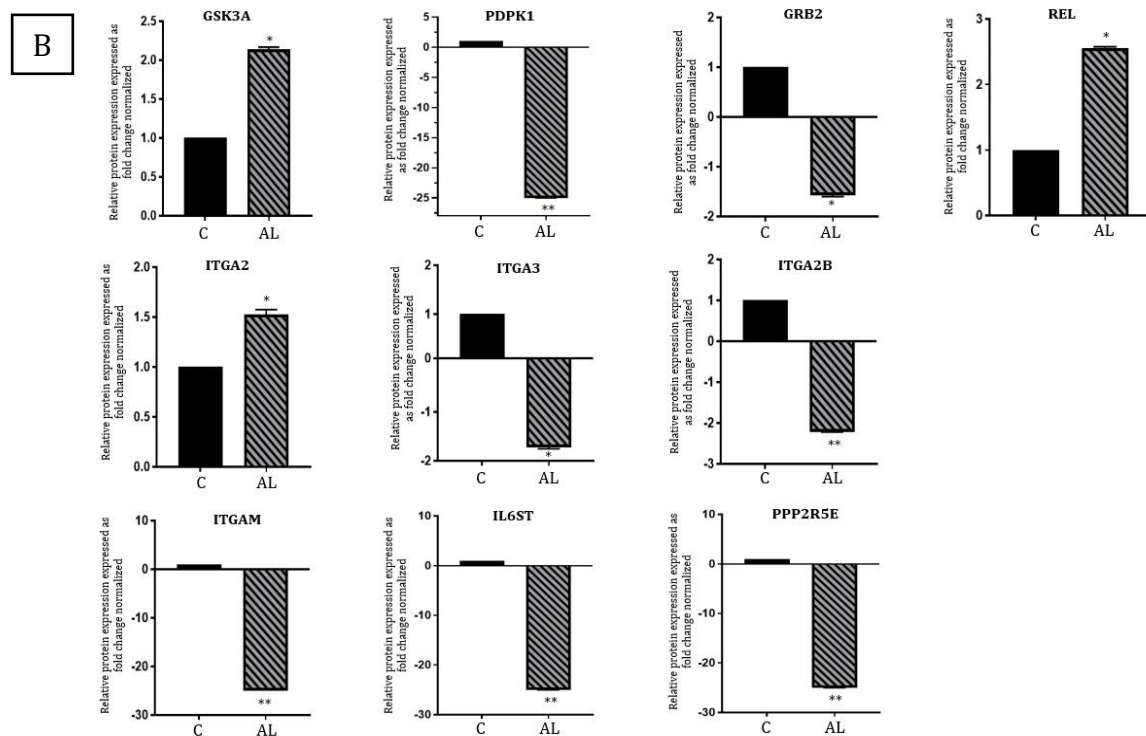 B
GSK3A
Relative protein expression expressed as
fold change normalized
2.5
2.0
1.5
1.0
0.5
0.0
*
C AL
PDPK1
Relative protein expression expressed
as fold change normalized
5
0
-5
-10
-15
-20
-25
**
C AL
GRB2
Relative protein expression expressed
as fold change normalized
2
1
0
-1
-2
*
C AL
REL
Relative protein expression expressed as
fold change normalized
3
2
1
0
*
C AL
ITGA2
Relative protein expression expressed as
fold change normalized
2.0
1.5
1.0
0.5
0.0
*
C AL
ITGA3
Relative protein expression expressed
as fold change normalized
2
1
0
-1
-2
*
C AL
ITGA2B
Relative protein expression expressed
as fold change normalized
2
1
0
-1
-2
-3
**
C AL
ITGAM
Relative protein expression expressed as
fold change normalized
10
0
-10
-20
-30
**
C AL
IL6ST
Relative protein expression expressed as
fold change normalized
10
0
-10
-20
-30
**
C AL
PPP2R5E
Relative protein expression expressed as
fold change normalized
10
0
-10
-20
-30
**
C AL